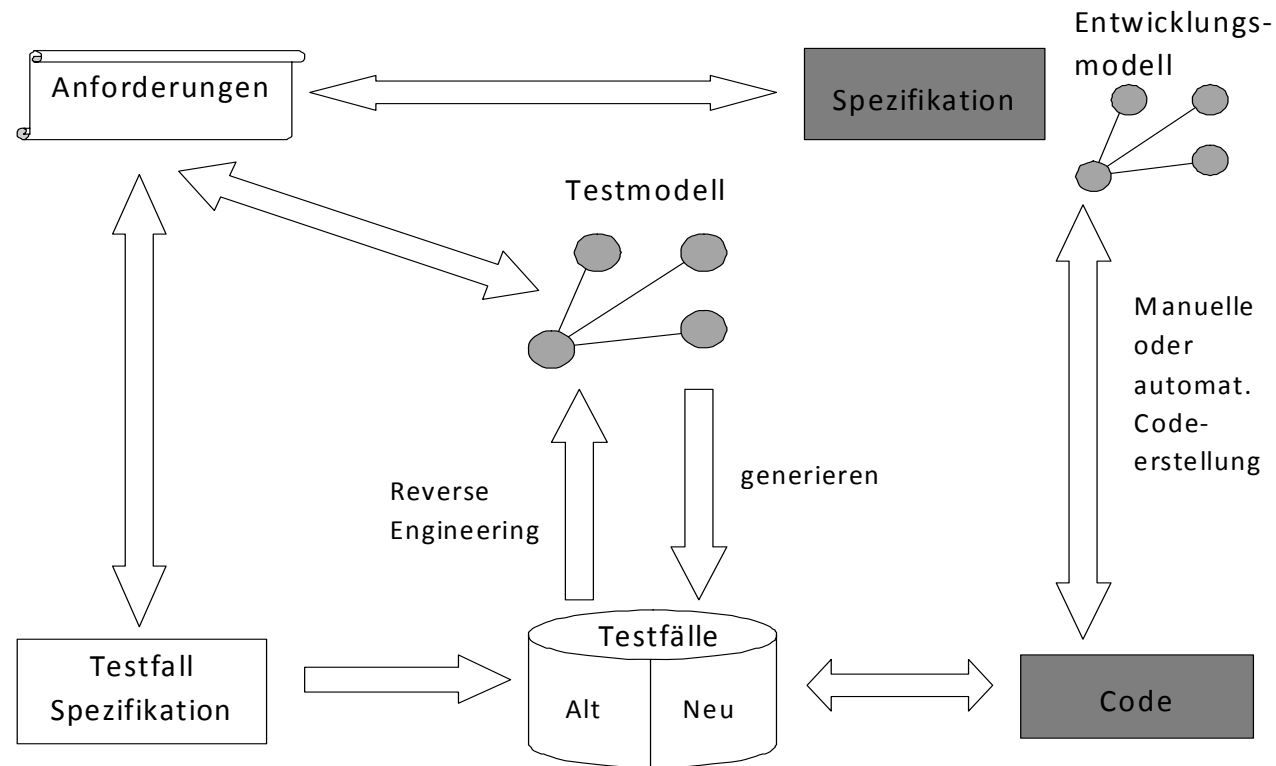 Entwicklungs-
modell
Anforderungen
Spezifikation
Testmodell
Manuelle
oder
automat.
Code-
erstellung
generieren
Reverse
Engineering
Testfälle
Testfall
Spezifikation
Alt
Neu
Code